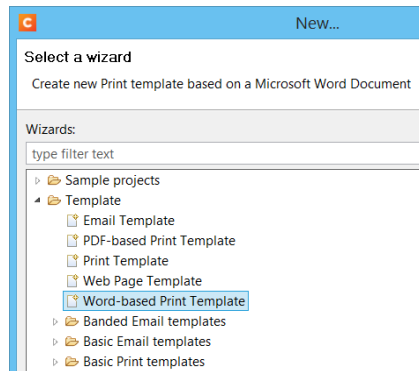 C
New...
Select a wizard
Create new Print template based on a Microsoft Word Document
Wizards:
type filter text
Sample projects
Template
Email Template
PDF-based Print Template
Print Template
Web Page Template
Word-based Print Template
Banded Email templates
Basic Email templates
Basic Print templates